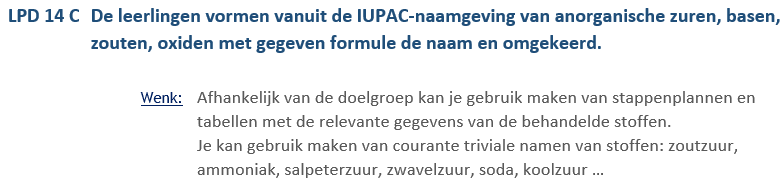 LPD 14 C De leerlingen vormen vanuit de IUPAC-naamgeving van anorganische zuren, basen,
zouten, oxiden met gegeven formule de naam en omgekeerd.
Wenk: Afhankelijk van de doelgroep kan je gebruik maken van stappenplannen en
tabellen met de relevante gegevens van de behandelde stoffen.
Je kan gebruik maken van courante triviale namen van stoffen: zoutzuur,
ammoniak, salpeterzuur, zwavelzuur, soda, koolzuur ...